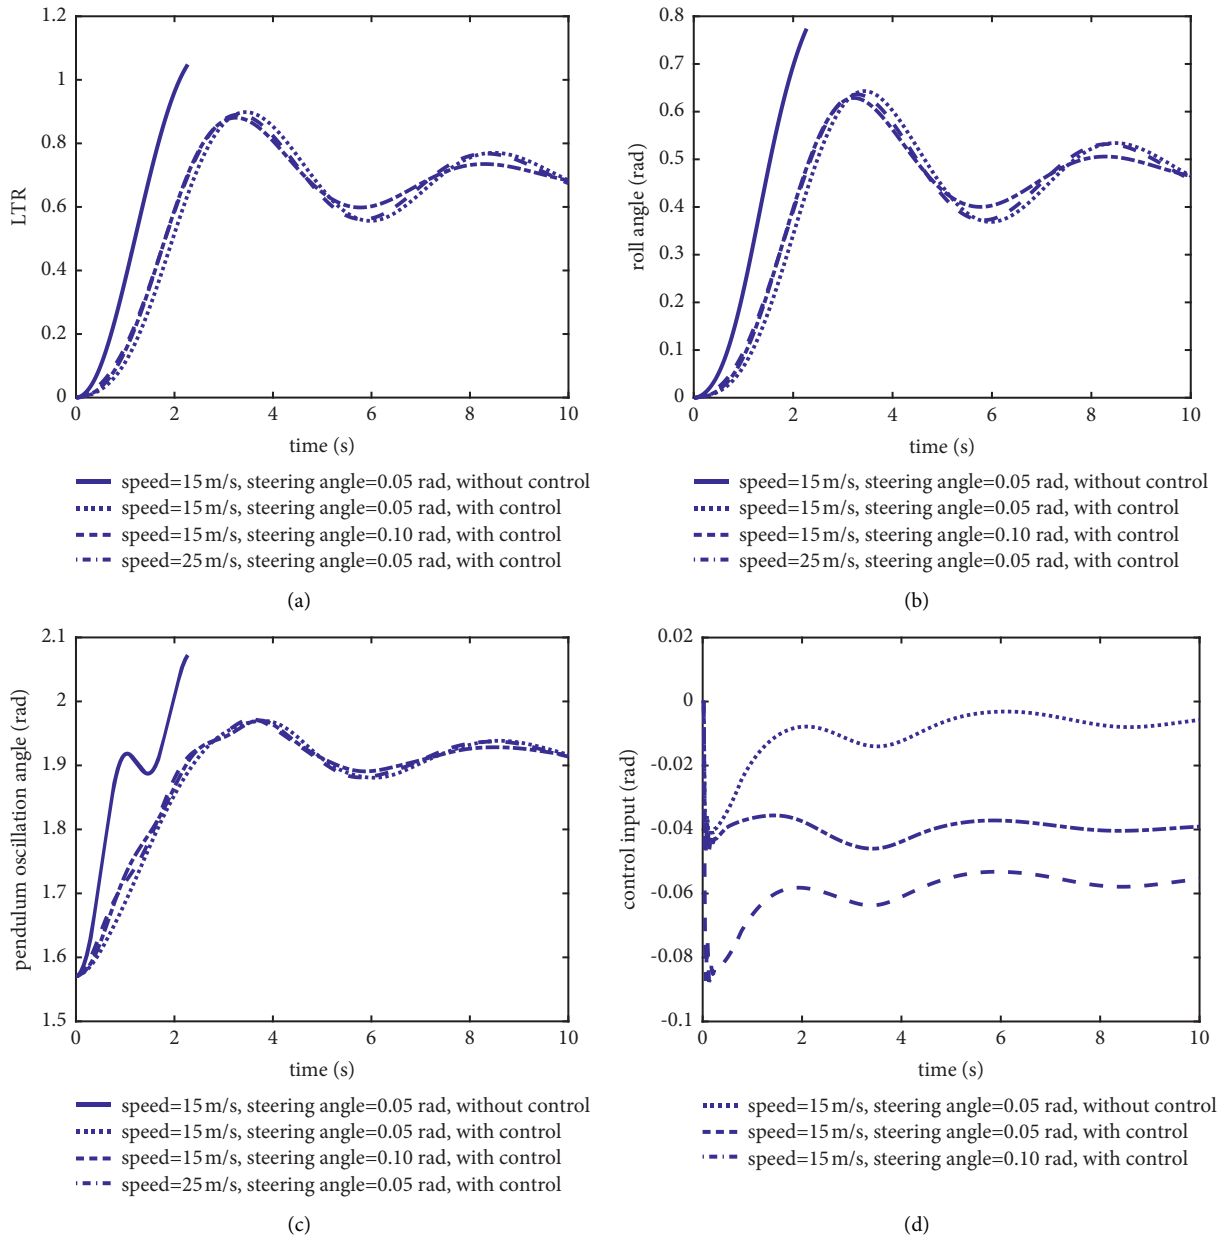 1.2
1
0.8
0.6
0.4
0.2
0
LTR
0 2 4 6 8 10
time (s)
speed=15 m/s, steering angle=0.05 rad, without control
speed=15 m/s, steering angle=0.05 rad, with control
speed=15 m/s, steering angle=0.10 rad, with control
speed=25 m/s, steering angle=0.05 rad, with control
(a)
0.8
0.7
0.6
0.5
0.4
0.3
0.2
0.1
0
roll angle (rad)
0 2 4 6 8 10
time (s)
speed=15 m/s, steering angle=0.05 rad, without control
speed=15 m/s, steering angle=0.05 rad, with control
speed=15 m/s, steering angle=0.10 rad, with control
speed=25 m/s, steering angle=0.05 rad, with control
(b)
2.1
2
1.9
1.8
1.7
1.6
1.5
pendulum oscillation angle (rad)
0 2 4 6 8 10
time (s)
speed=15 m/s, steering angle=0.05 rad, without control
speed=15 m/s, steering angle=0.05 rad, with control
speed=15 m/s, steering angle=0.10 rad, with control
speed=25 m/s, steering angle=0.05 rad, with control
(c)
0.02
0
-0.02
-0.04
-0.06
-0.08
-0.1
control input (rad)
0 2 4 6 8 10
time (s)
speed=15 m/s, steering angle=0.05 rad, without control
speed=15 m/s, steering angle=0.05 rad, with control
speed=15 m/s, steering angle=0.10 rad, with control
(d)